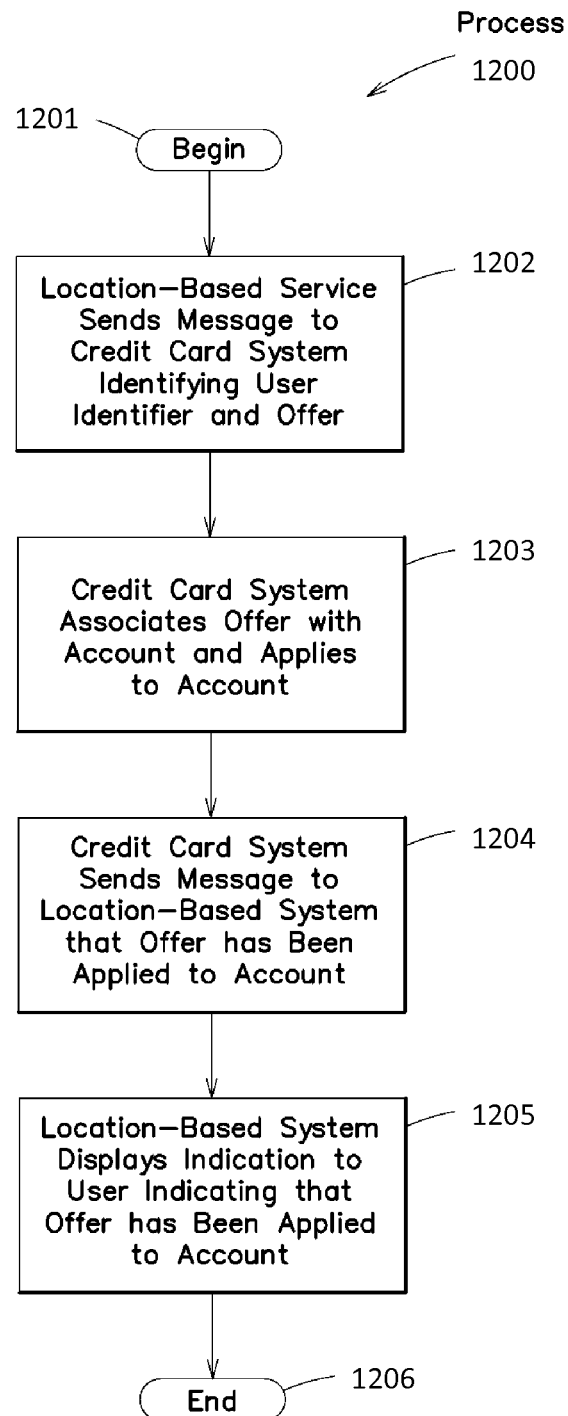 Process
1200
1201
Begin
1202
Location-Based Service
Sends Message to
Credit Card System
Identifying User
Identifier and Offer
1203
Credit Card System
Associates Offer with
Account and Applies
to Account
1204
Credit Card System
Sends Message to
Location-Based System
that Offer has Been
Applied to Account
1205
Location-Based System
Displays Indication to
User Indicating that
Offer has Been Applied
to Account
1206
End